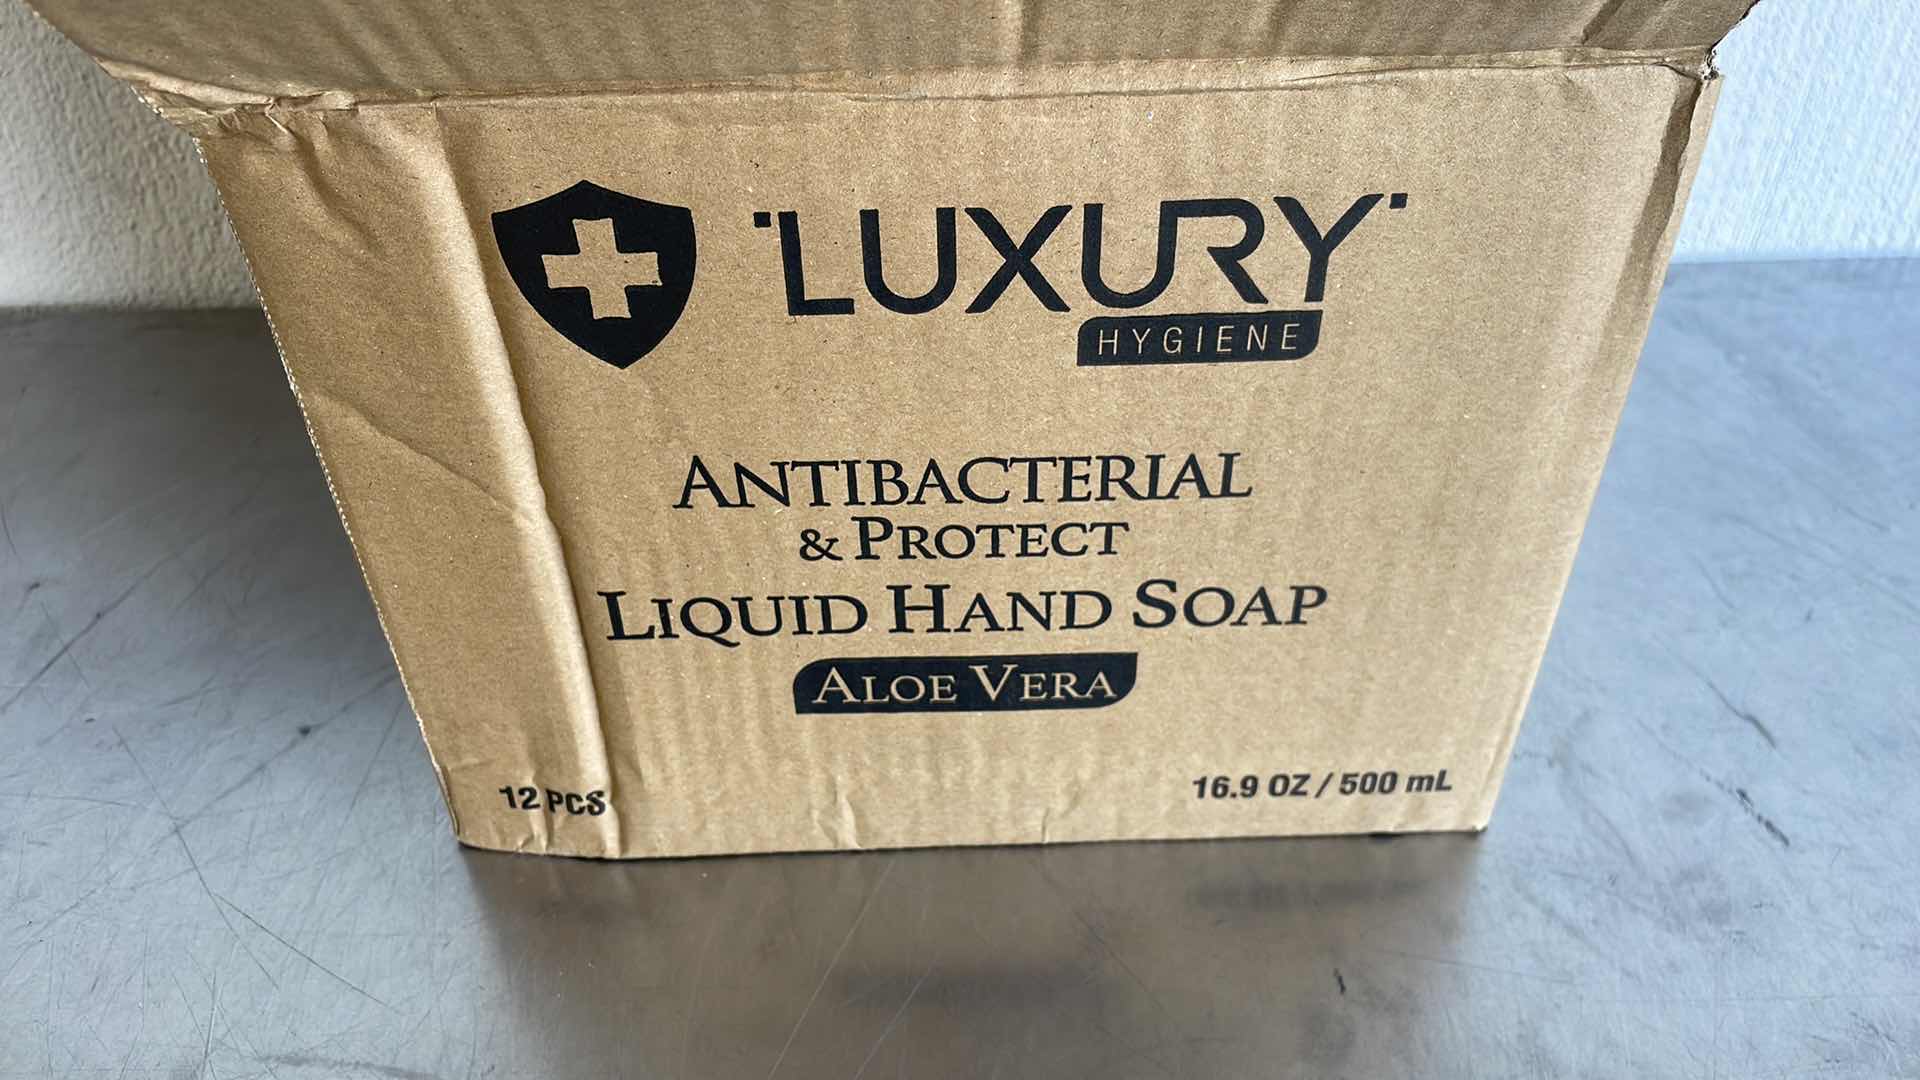 LUXURY
HYGIENE
ANTIBACTERIAL
& PROTECT
LIQUID HAND SOAP
ALOE VERA
12 PCS
16.9 OZ / 500 mL